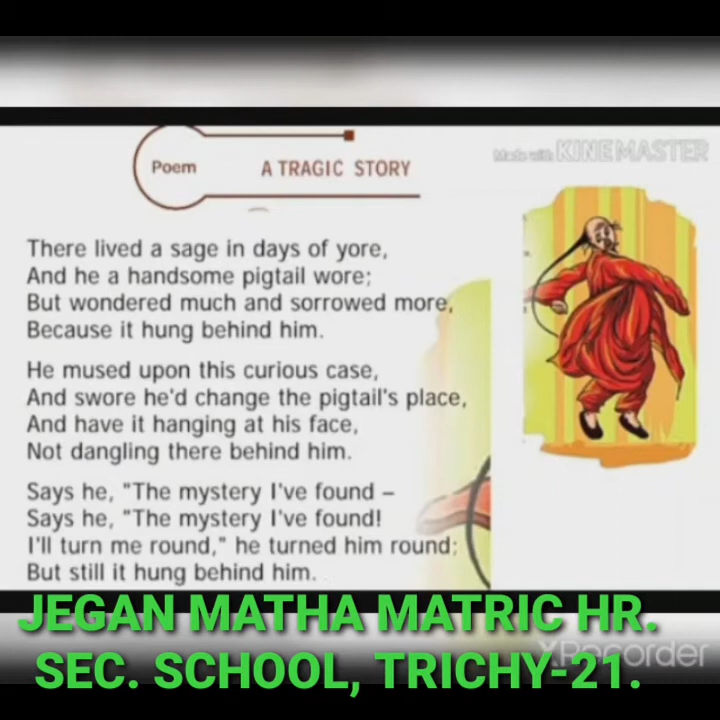 Poem
A TRAGIC STORY
Made with KINEMASTER
There lived a sage in days of yore,
And he a handsome pigtail wore;
But wondered much and sorrowed more,
Because it hung behind him.
He mused upon this curious case,
And swore he'd change the pigtail's place,
And have it hanging at his face,
Not dangling there behind him.
Says he, "The mystery I've found –
Says he, "The mystery I've found!
I'll turn me round," he turned him round;
But still it hung behind him.
JEGAN MATHA MATRIC HR.
SEC. SCHOOL, TRICHY-21.
XRecorder